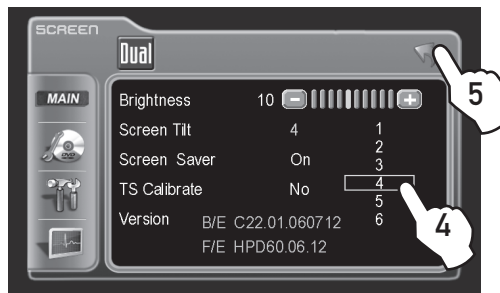 SCREEN
Dual
5
MAIN
Brightness 10
Screen Tilt 4 1
2
Screen Saver On 3
DVD
TS Calibrate No 4
5
Version B/E C22.01.060712 6
4
F/E HPD60.06.12